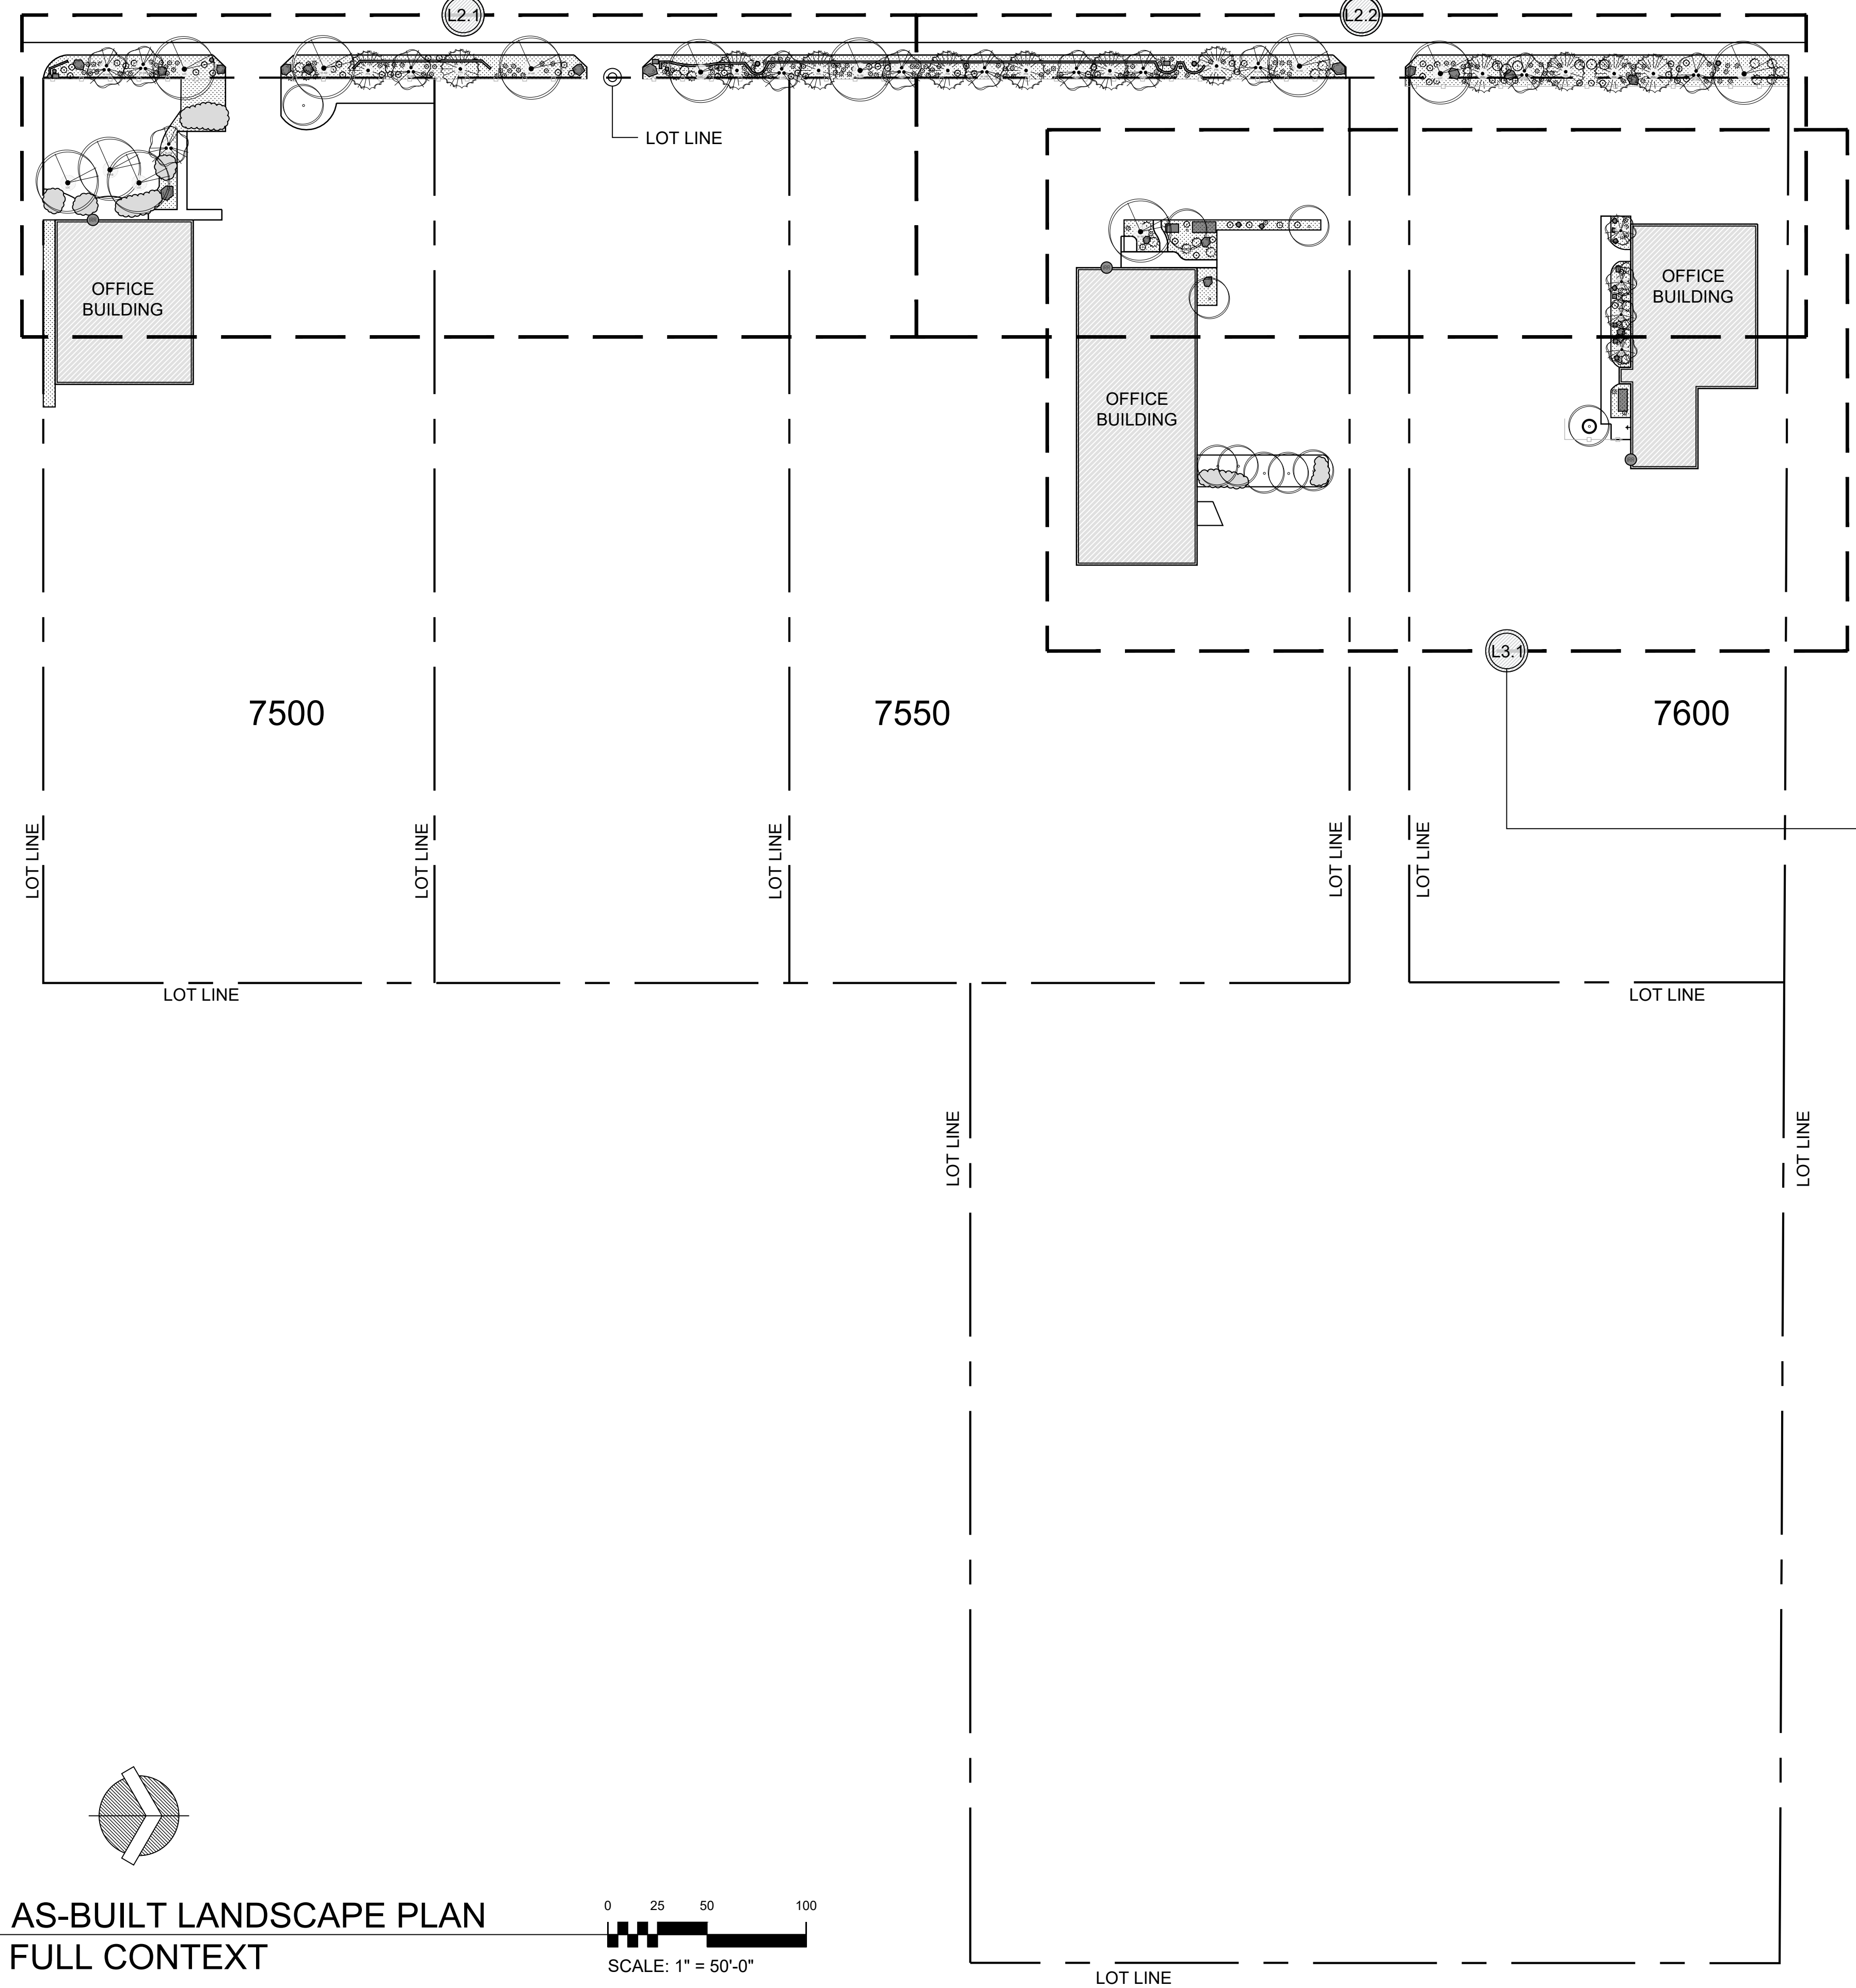 L2.1
L2.2
LOT LINE
OFFICE
BUILDING
OFFICE
BUILDING
OFFICE
BUILDING
L3.1
7500
7550
7600
LOT LINE
LOT LINE
LOT LINE
LOT LINE
LOT LINE
LOT LINE
LOT LINE
LOT LINE
LOT LINE
AS-BUILT LANDSCAPE PLAN
FULL CONTEXT
0 25 50 100
SCALE: 1" = 50'-0"
LOT LINE